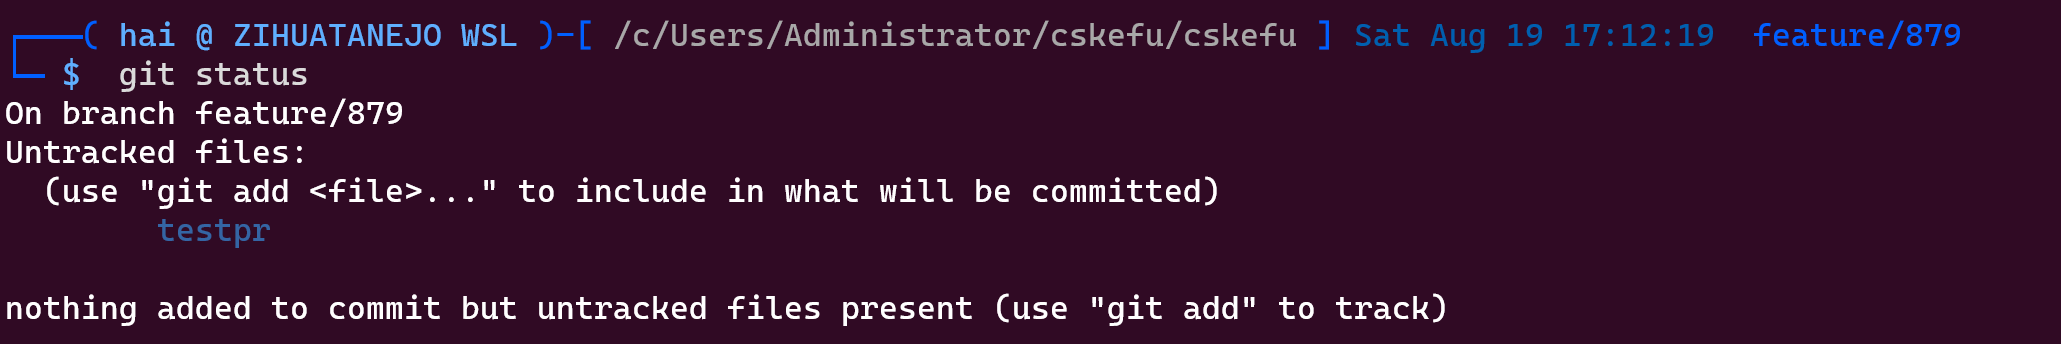 ┌───( hai @ ZIHUATANEJO WSL )-[ /c/Users/Administrator/cskefu/cskefu ] Sat Aug 19 17:12:19  feature/879
└─ $  git status
On branch feature/879
Untracked files:
  (use "git add <file>..." to include in what will be committed)
        testpr

nothing added to commit but untracked files present (use "git add" to track)